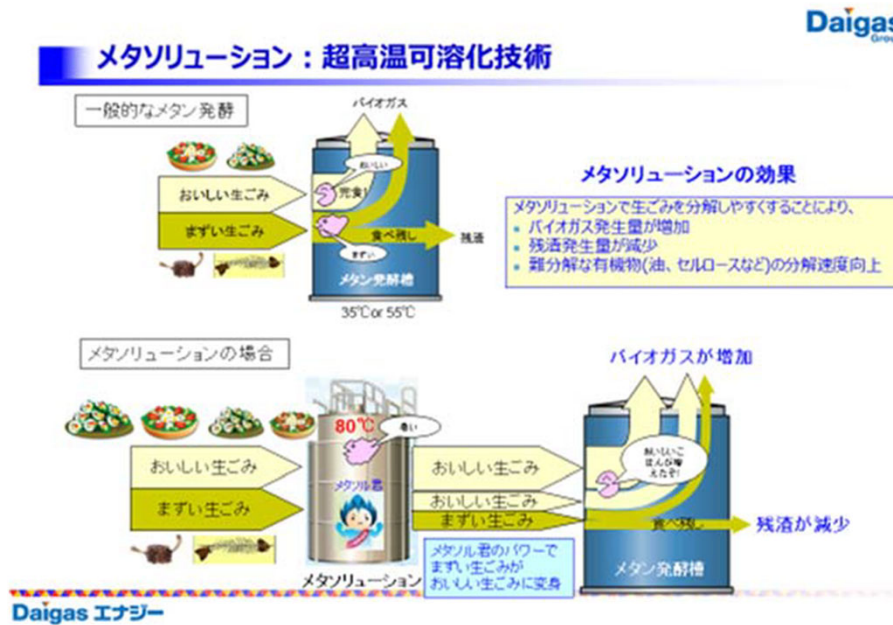 Daigas
Group
メタソリューション：超高温可溶化技術
一般的なメタン発酵
バイオガス
おいしい
おいしい生ごみ
完食!
まずい生ごみ
食べ残し
残渣
まずい
メタン発酵槽
35℃or 55℃
メタソリューションの効果
メタソリューションで生ごみを分解しやすくすることにより、
▪ バイオガス発生量が増加
▪ 残渣発生量が減少
▪ 難分解な有機物(油、セルロースなど)の分解速度向上
メタソリューションの場合
バイオガスが増加
80℃
おいしい生ごみ
おいしい生ごみ
おいしいご
はんが増
えたぞ!
メタソル君
おいしい生ごみ
まずい生ごみ
まずい生ごみ
食べ残し
残渣が減少
メタソル君のパワーで
まずい生ごみが
おいしい生ごみに変身
メタン発酵槽
メタソリューション
Daigas エナジー